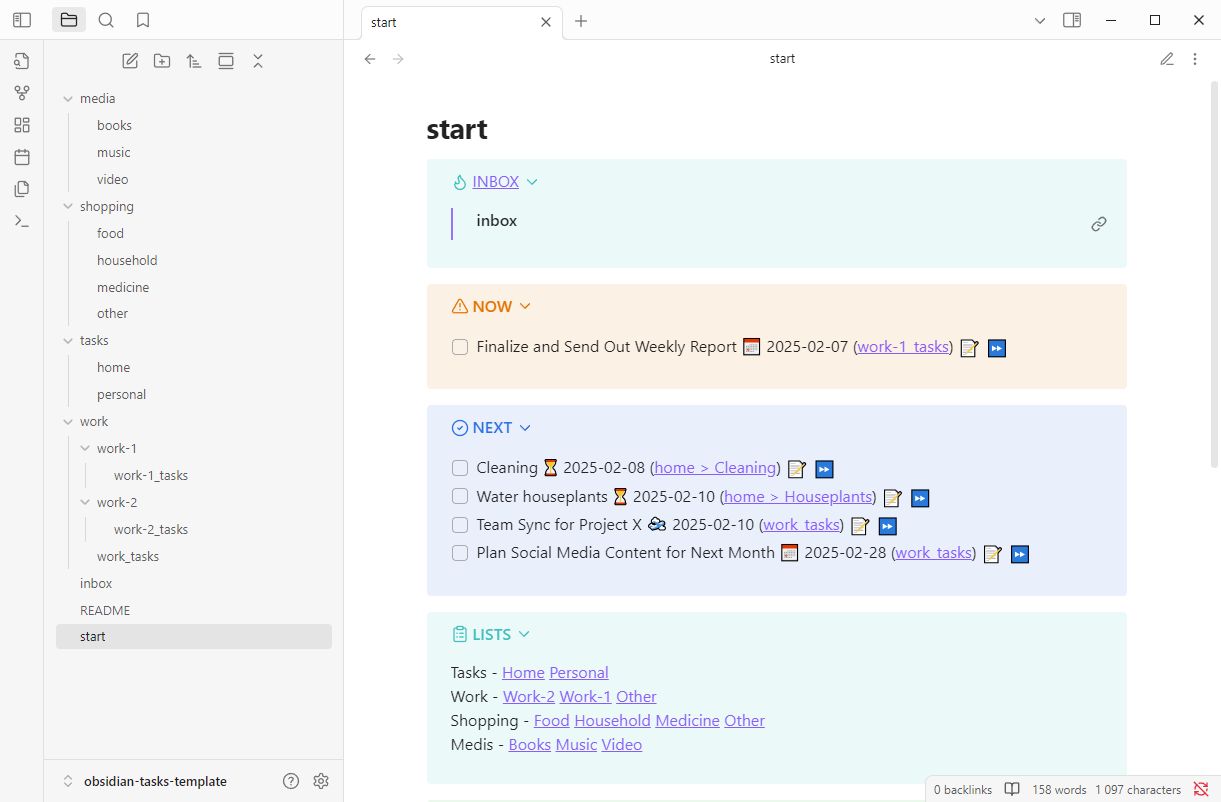 start
start
media
books
music
video
shopping
food
household
medicine
other
tasks
home
personal
work
work-1
work-1_tasks
work-2
work-2_tasks
work_tasks
inbox
README
start
obsidian-tasks-template
start
INBOX
inbox
NOW
Finalize and Send Out Weekly Report 📅 2025-02-07 (work-1_tasks) 📝 ⏩
NEXT
Cleaning ⏳ 2025-02-08 (home > Cleaning) 📝 ⏩
Water houseplants ⏳ 2025-02-10 (home > Houseplants) 📝 ⏩
Team Sync for Project X 2025-02-10 (work_tasks) 📝 ⏩
Plan Social Media Content for Next Month 📅 2025-02-28 (work_tasks) 📝 ⏩
LISTS
Tasks - Home Personal
Work - Work-2 Work-1 Other
Shopping - Food Household Medicine Other
Medis - Books Music Video
0 backlinks 158 words 1 097 characters